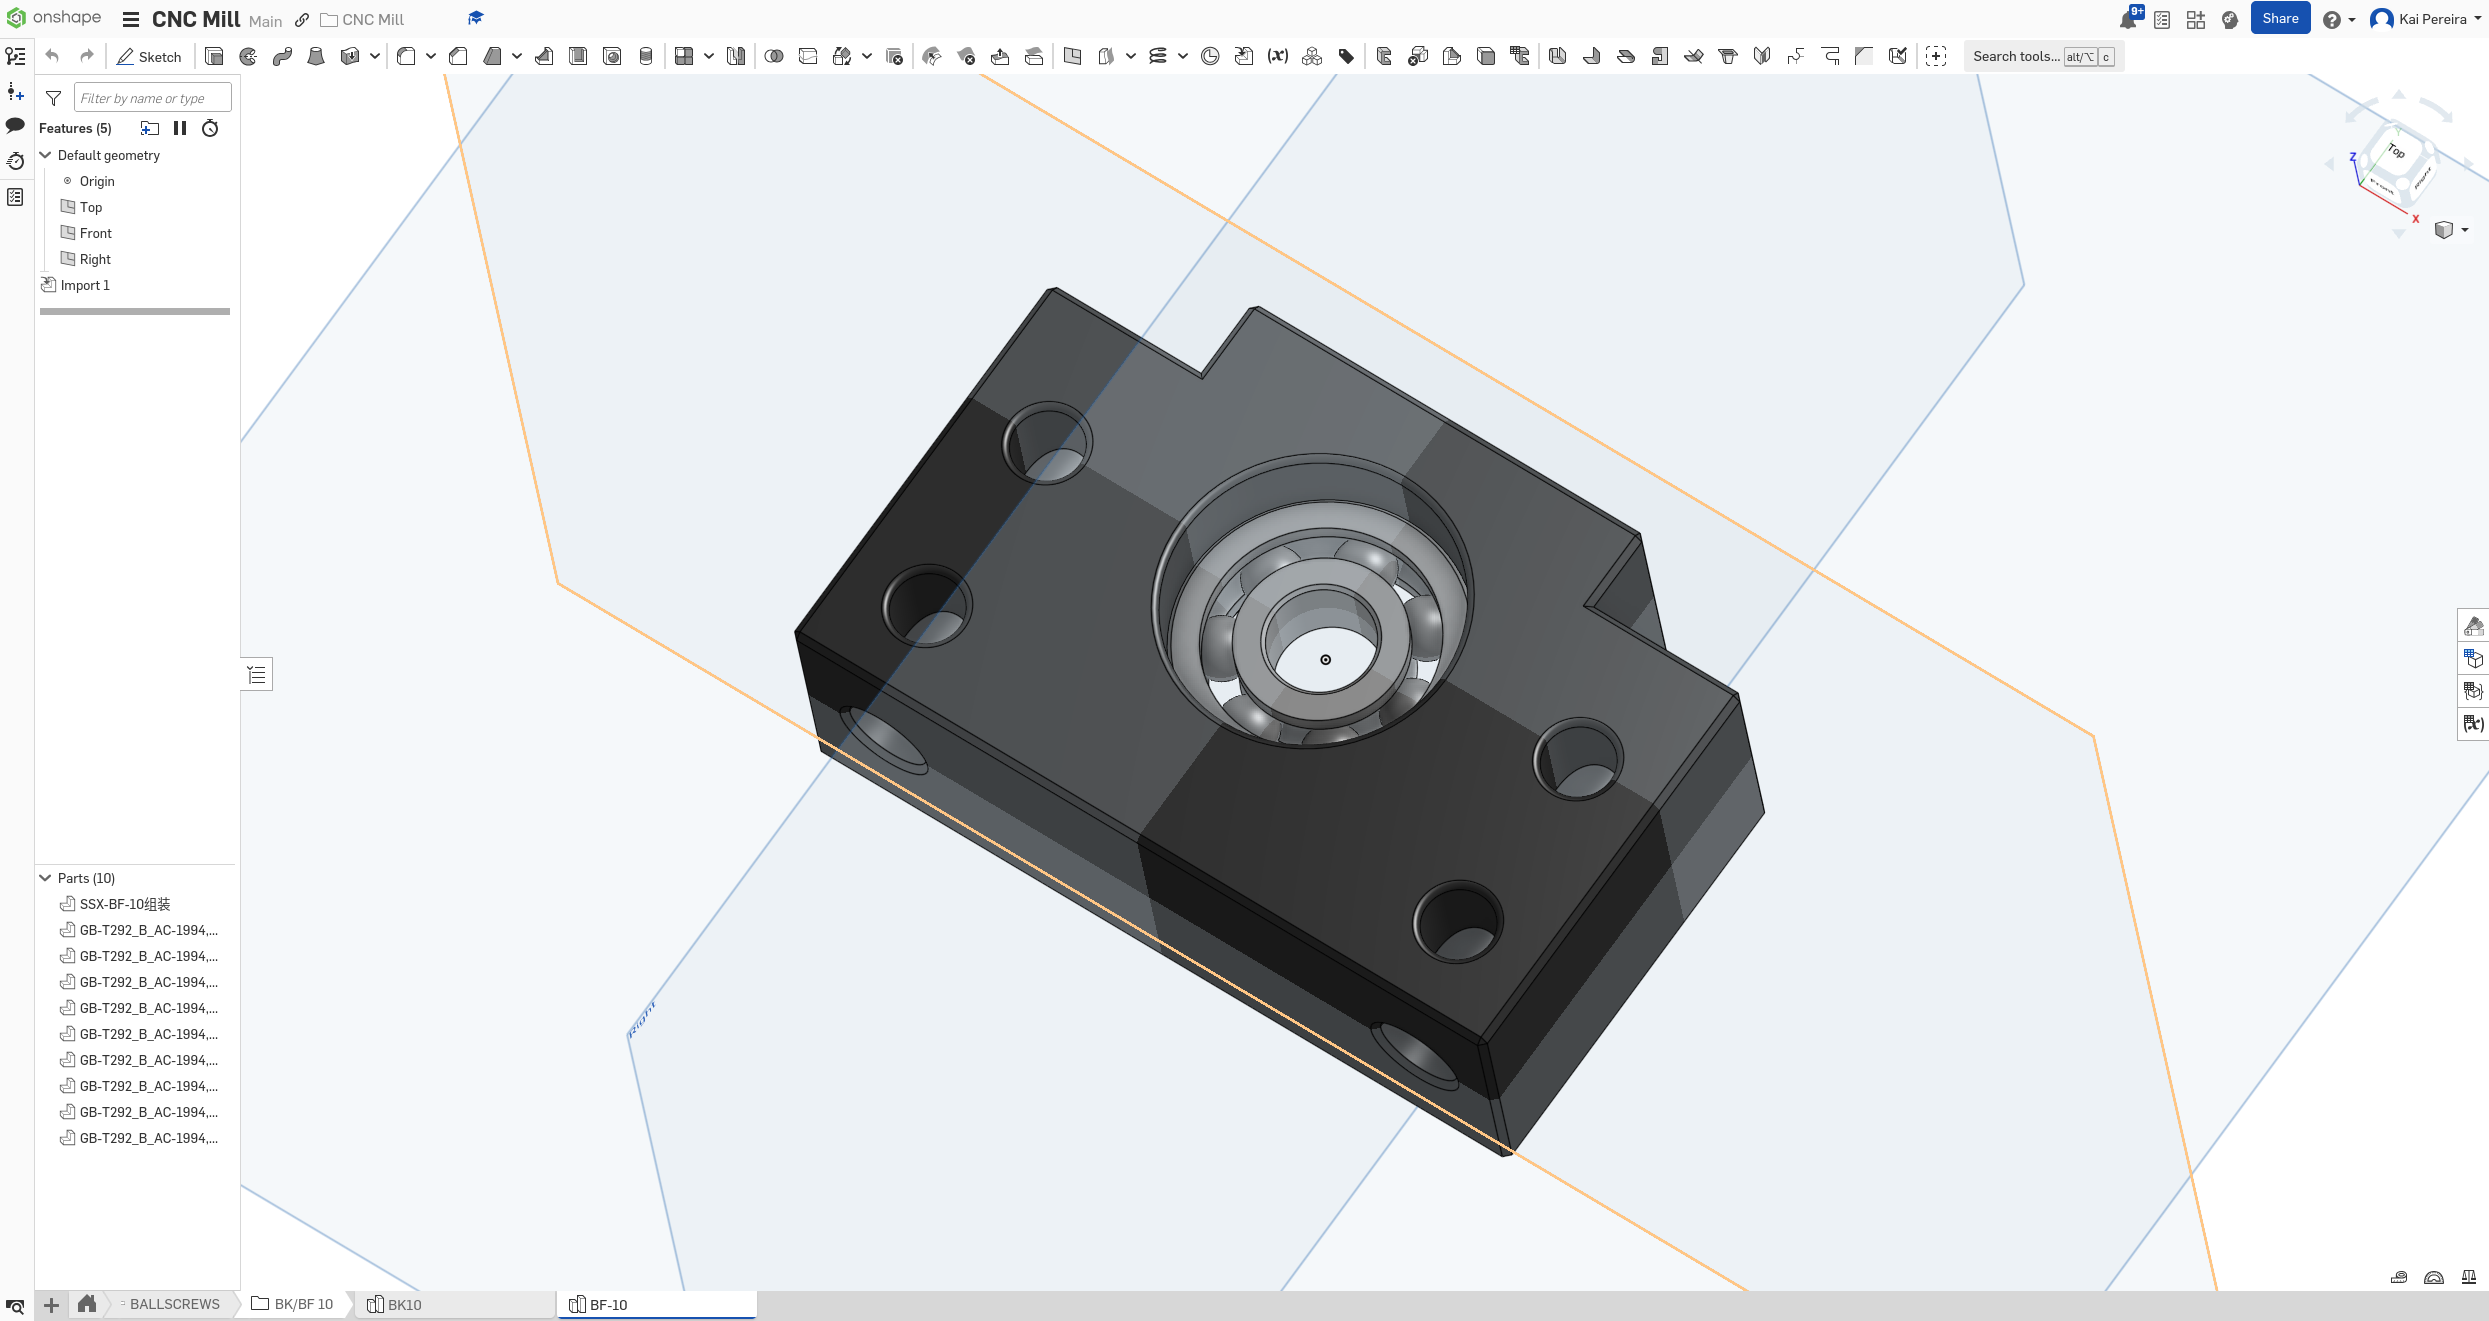 onshape
CNC Mill Main CNC Mill
9+
Share
Kai Pereira
Sketch
(x)
Search tools... alt/⌥ c
Filter by name or type
Features (5)
Default geometry
Origin
Top
Front
Right
Import 1
Z
Y
Top
Front
Right
X
Right
(x)
Parts (10)
SSX-BF-10组装
GB-T292_B_AC-1994,...
GB-T292_B_AC-1994,...
GB-T292_B_AC-1994,...
GB-T292_B_AC-1994,...
GB-T292_B_AC-1994,...
GB-T292_B_AC-1994,...
GB-T292_B_AC-1994,...
GB-T292_B_AC-1994,...
GB-T292_B_AC-1994,...
BALLSCREWS
BK/BF 10
BK10
BF-10